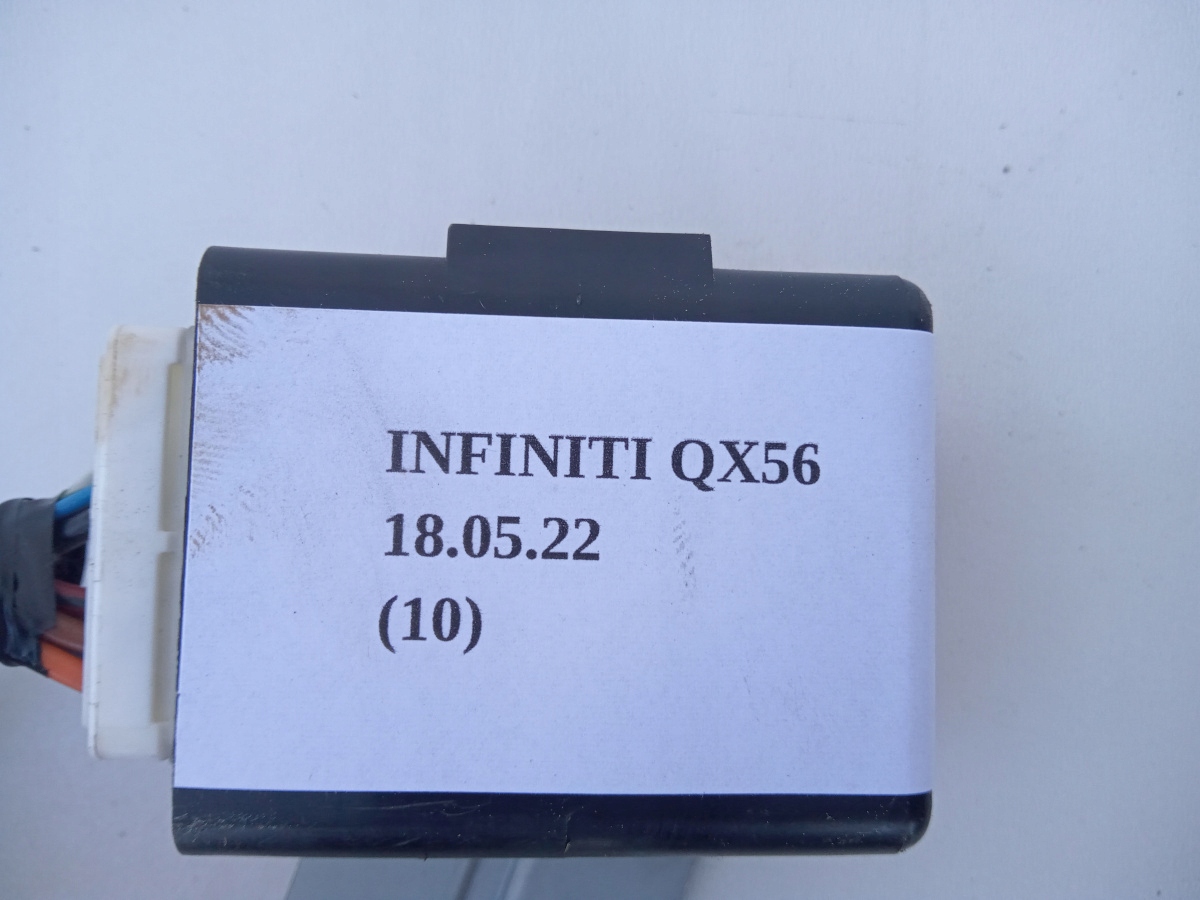 INFINITI QX56
18.05.22
(10)